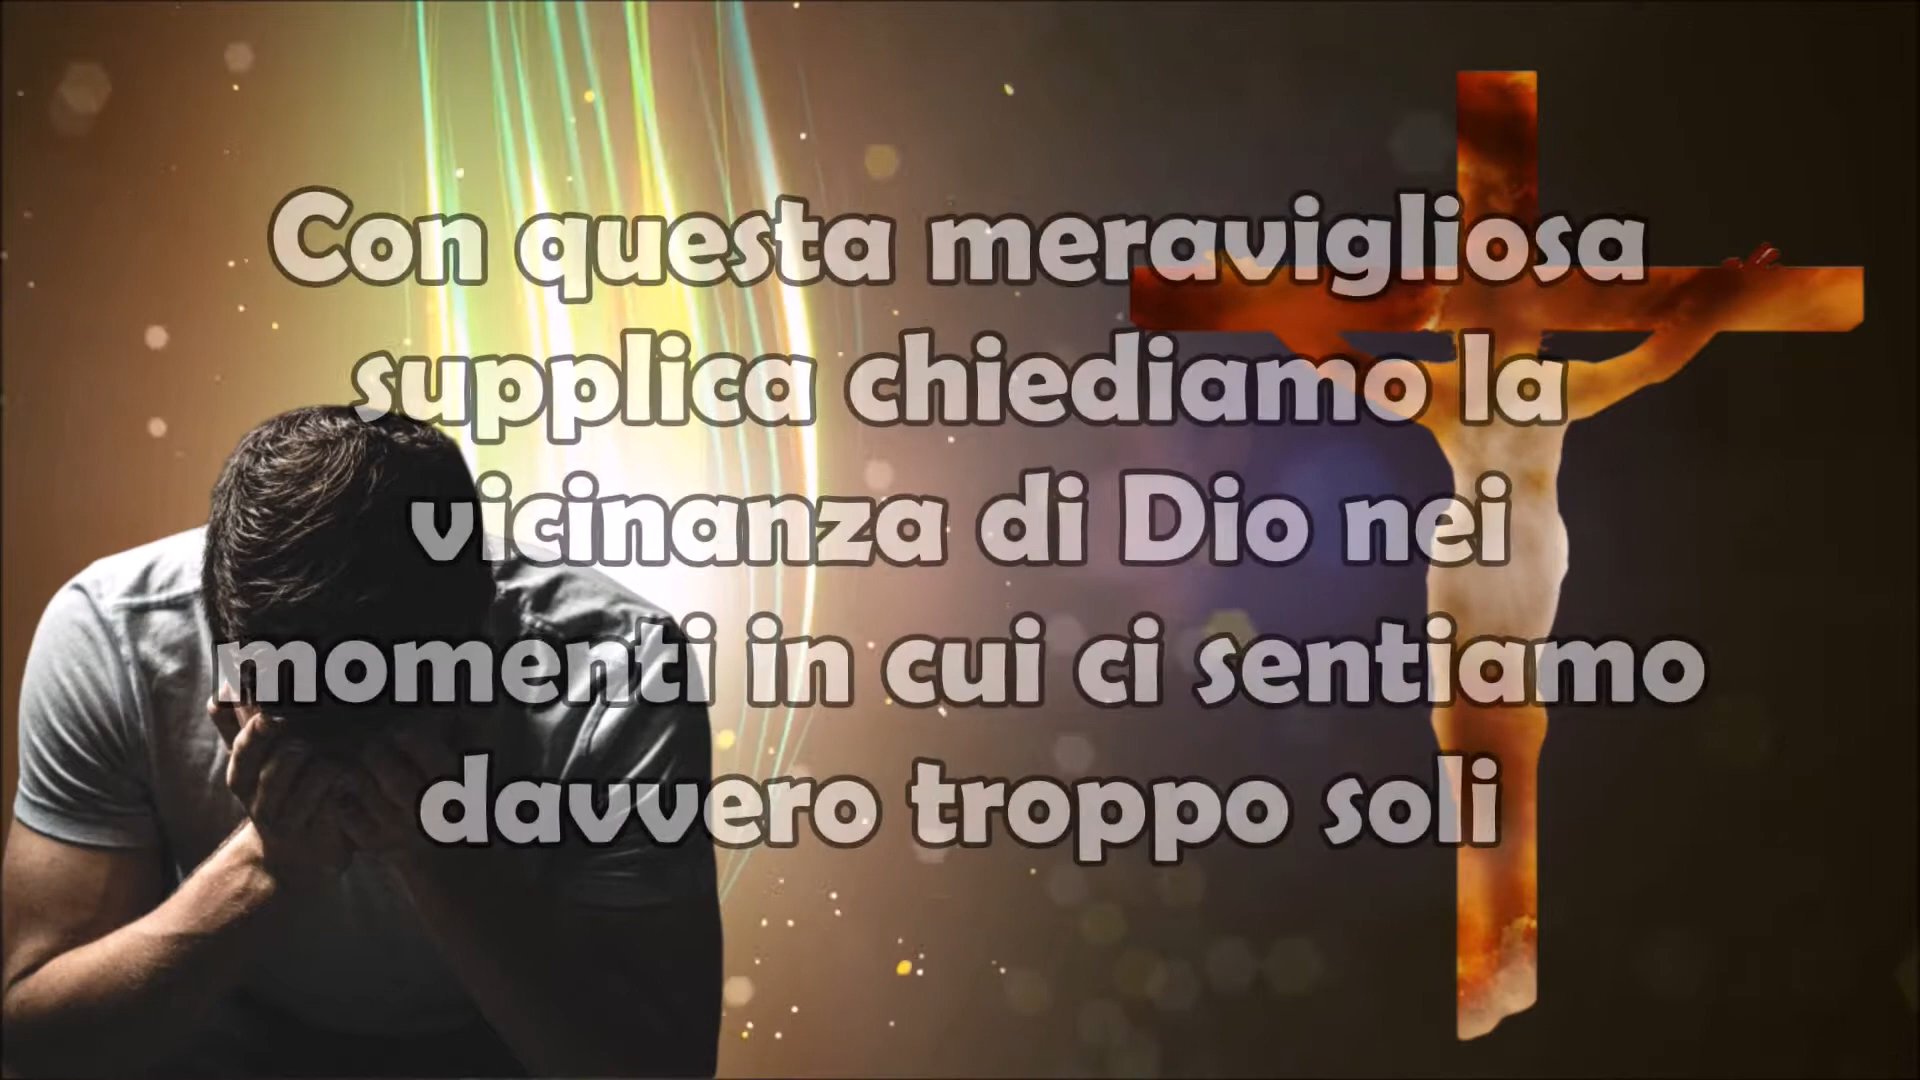 Con questa meravigliosa
supplica chiediamo la
vicinanza di Dio nei
momenti in cui ci sentiamo
davvero troppo soli